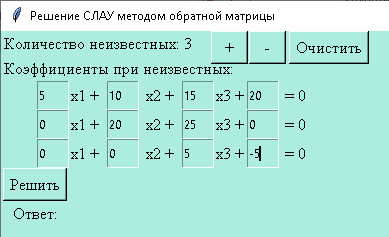 Решение СЛАУ методом обратной матрицы
Количество неизвестных: 3 + - Очистить
Коэффициенты при неизвестных:
5 x1 + 10 x2 + 15 x3 + 20 = 0
0 x1 + 20 x2 + 25 x3 + 0 = 0
0 x1 + 0 x2 + 5 x3 + -5 = 0
Решить
Ответ: